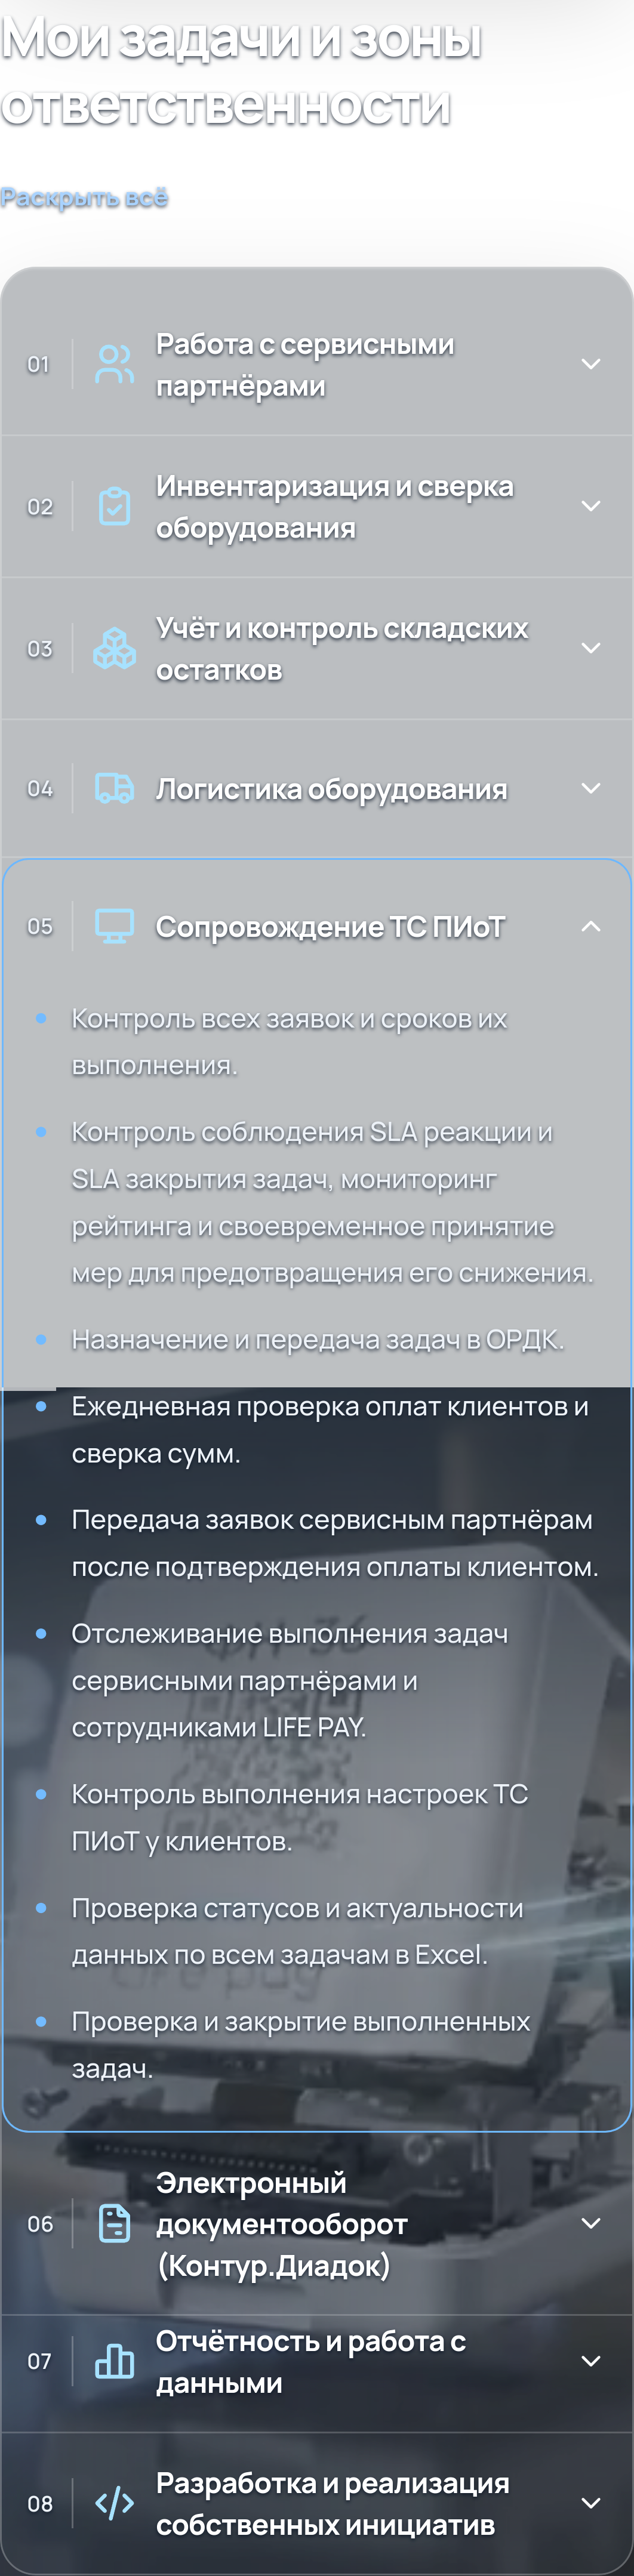 Мои задачи и зоны
ответственности
Раскрыть всё
01
Работа с сервисными
партнёрами
02
Инвентаризация и сверка
оборудования
03
Учёт и контроль складских
остатков
04
Логистика оборудования
05
Сопровождение ТС ПИоТ
Контроль всех заявок и сроков их
выполнения.
Контроль соблюдения SLA реакции и
SLA закрытия задач, мониторинг
рейтинга и своевременное принятие
мер для предотвращения его снижения.
Назначение и передача задач в ОРДК.
Ежедневная проверка оплат клиентов и
сверка сумм.
Передача заявок сервисным партнёрам
после подтверждения оплаты клиентом.
Отслеживание выполнения задач
сервисными партнёрами и
сотрудниками LIFE PAY.
Контроль выполнения настроек ТС
ПИоТ у клиентов.
Проверка статусов и актуальности
данных по всем задачам в Excel.
Проверка и закрытие выполненных
задач.
06
Электронный
документооборот
(Контур.Диадок)
07
Отчётность и работа с
данными
08
Разработка и реализация
собственных инициатив